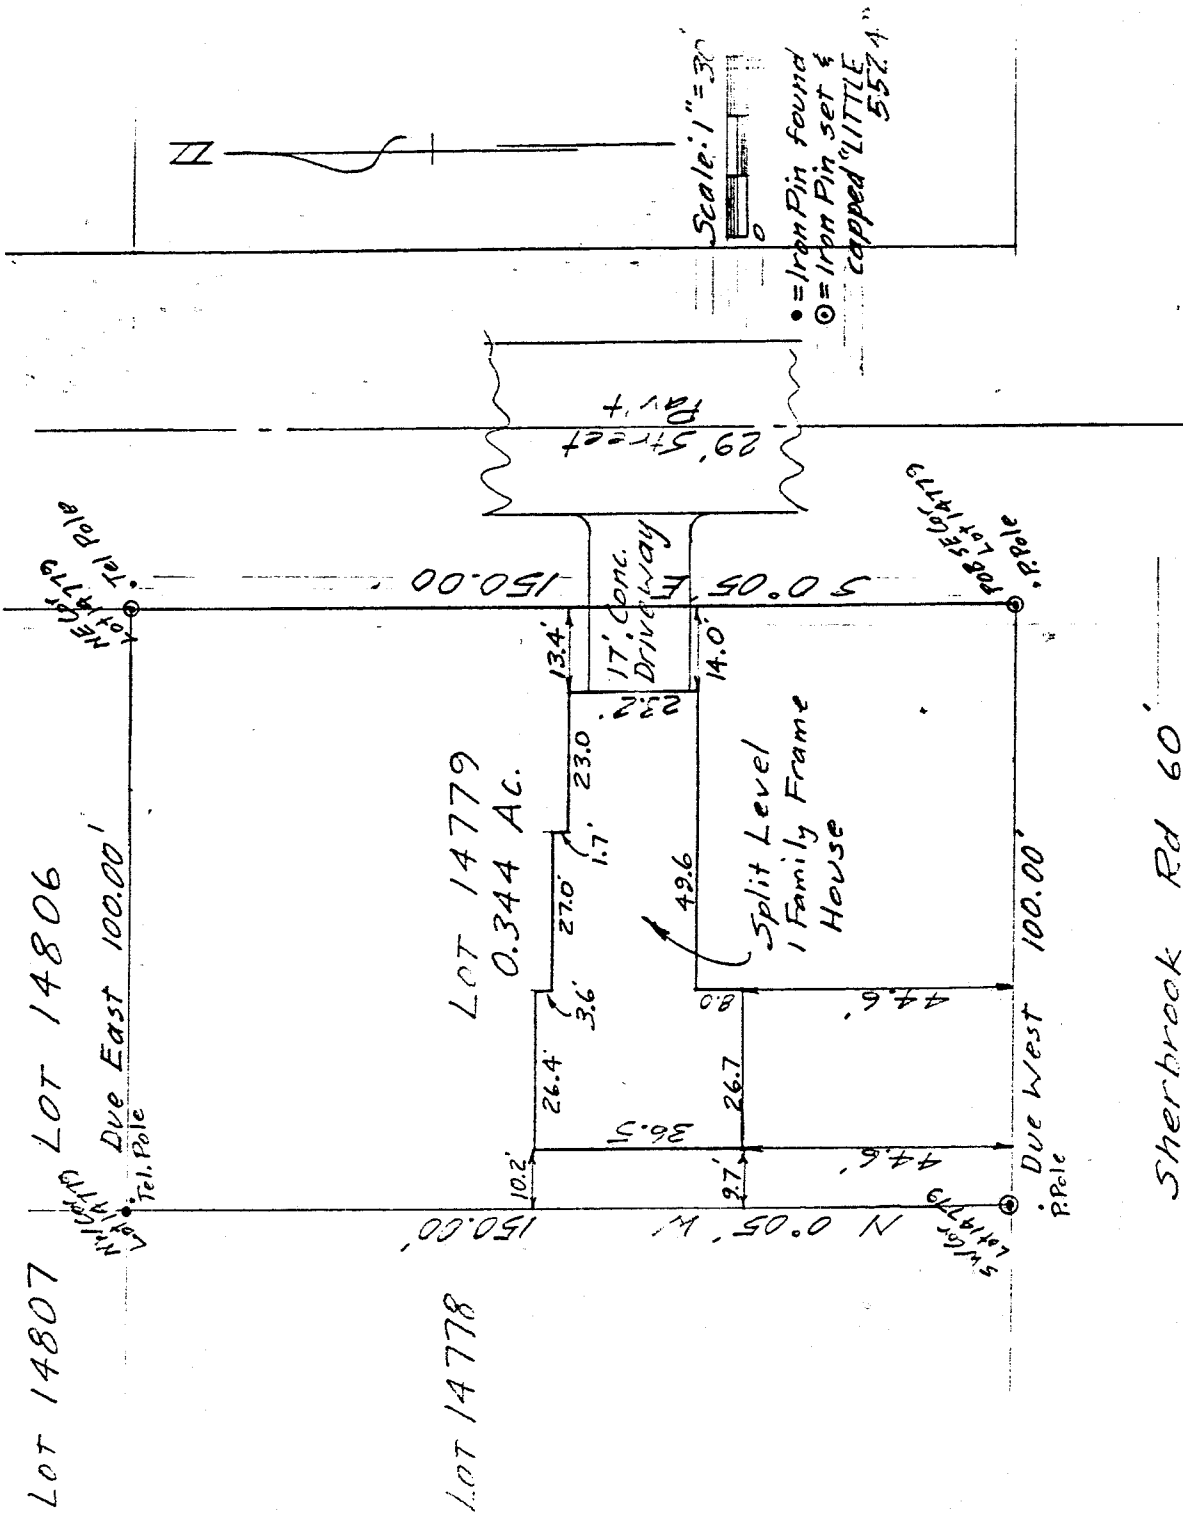 LOT 14807
LOT 14806
NW Cor
Lot 14779
Tel. Pole
Due East 100.00'
NE Cor
Lot 14779
Tel Pole
N
LOT 14778
LOT 14779
0.344 Ac.
150.00'
N 0°05' W
10.2'
26.4'
3.6'
27.0'
1.7'
23.0
13.4'
36.5
23.2'
17' Conc.
Driveway
14.0'
9.7'
26.7
8.0
49.6
44.6'
44.6'
Split Level
1 Family Frame
House
S 0°05' E 150.00
29' Street
Pav't
Scale: 1" = 30'
0
= Iron Pin found
= Iron Pin set &
capped "LITTLE
5574"
SW Cor
Lot 14779
P.Pole
Due West 100.00'
POB SE Cor
Lot 14779
P.Pole
Sherbrook Rd 60'